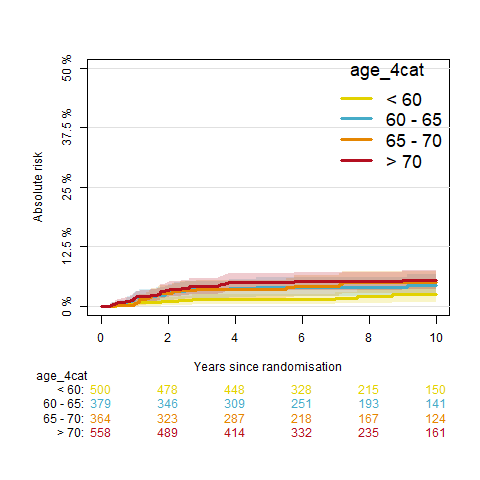 age_4cat
< 60
60 - 65
65 - 70
> 70
50 %
37.5 %
25 %
12.5 %
0 %
Absolute risk
0 2 4 6 8 10
Years since randomisation
age_4cat
< 60: 500 478 448 328 215 150
60 - 65: 379 346 309 251 193 141
65 - 70: 364 323 287 218 167 124
> 70: 558 489 414 332 235 161